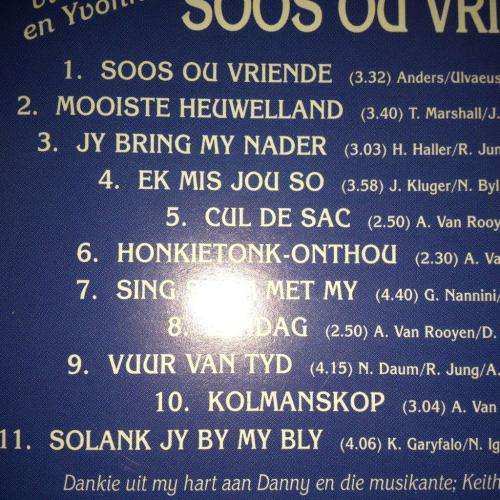 en Yvonn
SOOS OU VRI
1. SOOS OU VRIENDE (3.32) Anders/Ulvaeus
2. MOOISTE HEUWELLAND (3.40) T. Marshall/J.
3. JY BRING MY NADER (3.03) H. Haller/R. Jun
4. EK MIS JOU SO (3.58) J. Kluger/N. Byl
5. CUL DE SAC (2.50) A. Van Rooy
6. HONKIETONK-ONTHOU (2.30) A. Va
7. SING MET MY (4.40) G. Nannini/
8. (2.50) A. Van Rooyen/D.
9. VUUR VAN TYD (4.15) N. Daum/R. Jung/A.
10. KOLMANSKOP (3.04) A. Van
11. SOLANK JY BY MY BLY (4.06) K. Garyfalo/N. Ig
Dankie uit my hart aan Danny en die musikante; Keith